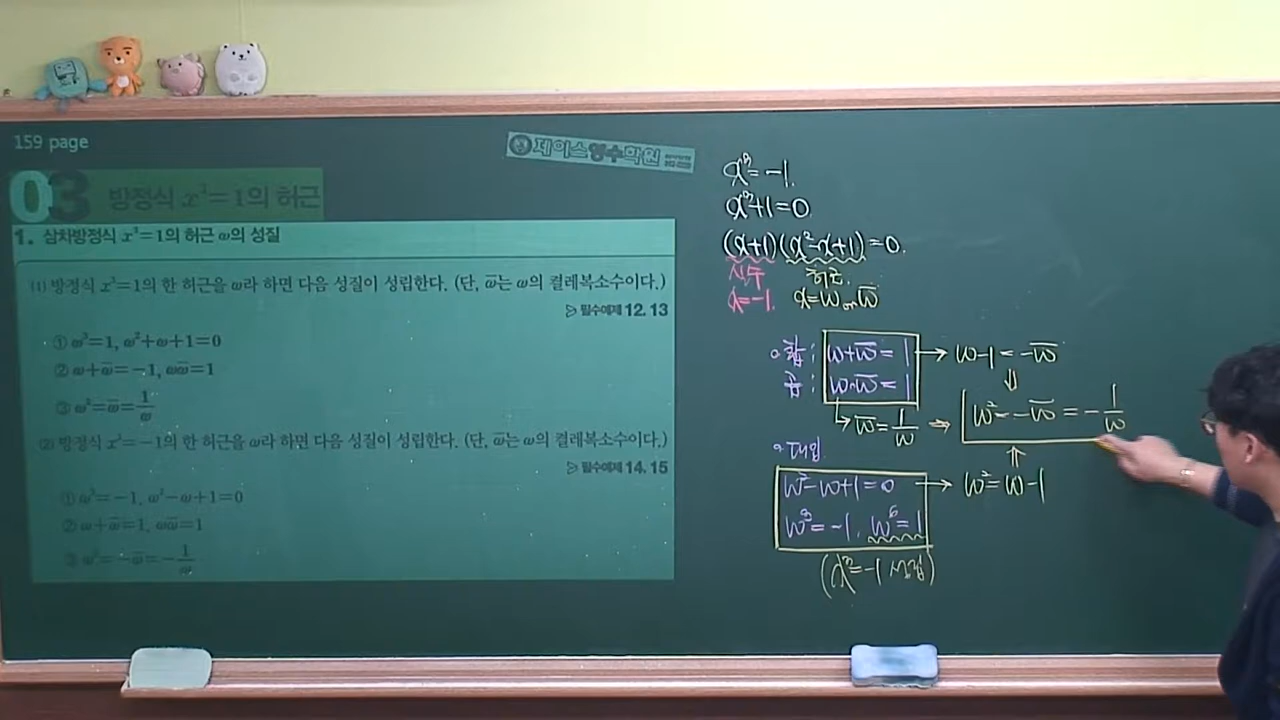 159 page
제이스영수학원
03 방정식 x³=1의 허근
1. 삼차방정식 x³=1의 허근 ω의 성질
(1) 방정식 x³=1의 한 허근을 ω라 하면 다음 성질이 성립한다. (단, ω̅는 ω의 켤레복소수이다.)
▷ 필수예제 12, 13
① ω³=1, ω²+ω+1=0
② ω+ω̅=-1, ωω̅=1
③ ω²=ω̅=1/ω
(2) 방정식 x³=-1의 한 허근을 ω라 하면 다음 성질이 성립한다. (단, ω̅는 ω의 켤레복소수이다.)
▷ 필수예제 14, 15
① ω³=-1, ω²-ω+1=0
② ω+ω̅=1, ωω̅=1
③ ω²=-ω̅=-1/ω
x³=-1.
x³+1=0
(x+1)(x²-x+1)=0.
실수 허근.
x=-1. x=ω or ω̅
합: ω+ω̅=1 → ω-1=-ω̅
곱: ω·ω̅=1 ⇓
↳ ω̅=1/ω ⇒ ω²=-ω̅=-1/ω
대입 ⇑
ω²-ω+1=0 → ω²=ω-1
ω³=-1, ω⁶=1